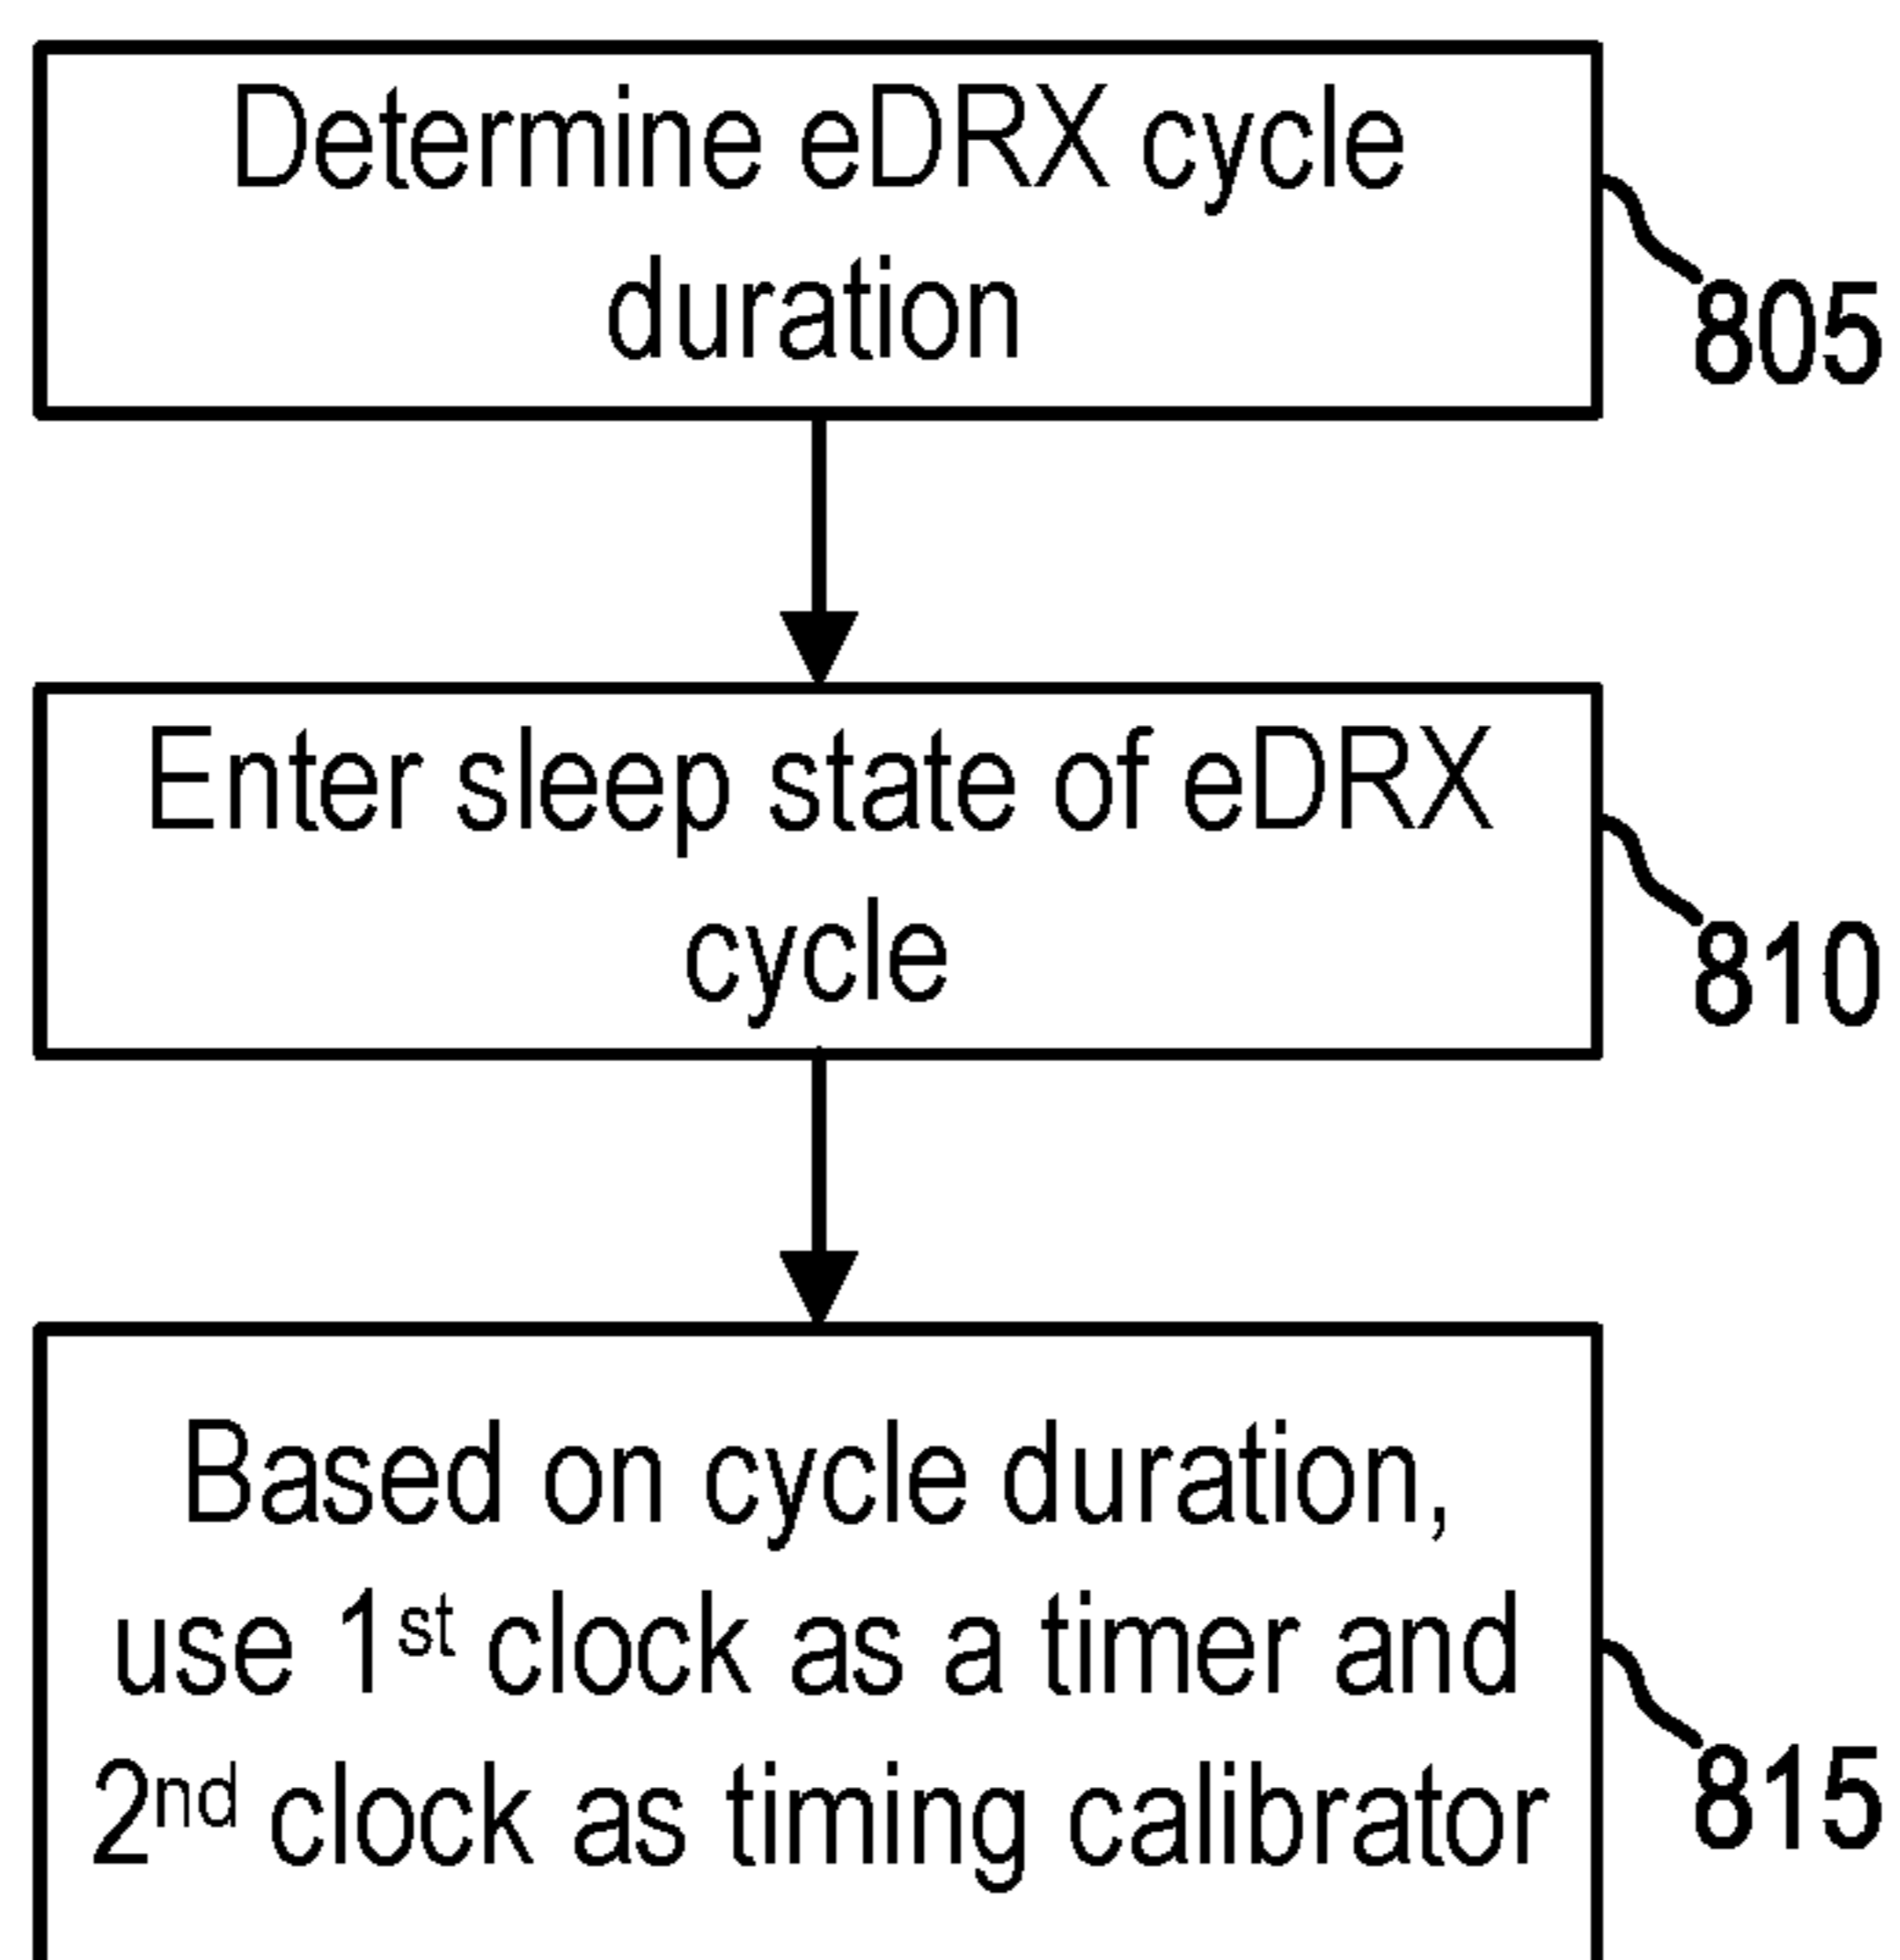 Determine eDRX cycle
duration
805
Enter sleep state of eDRX
cycle
810
Based on cycle duration,
use 1st clock as a timer and
2nd clock as timing calibrator
815